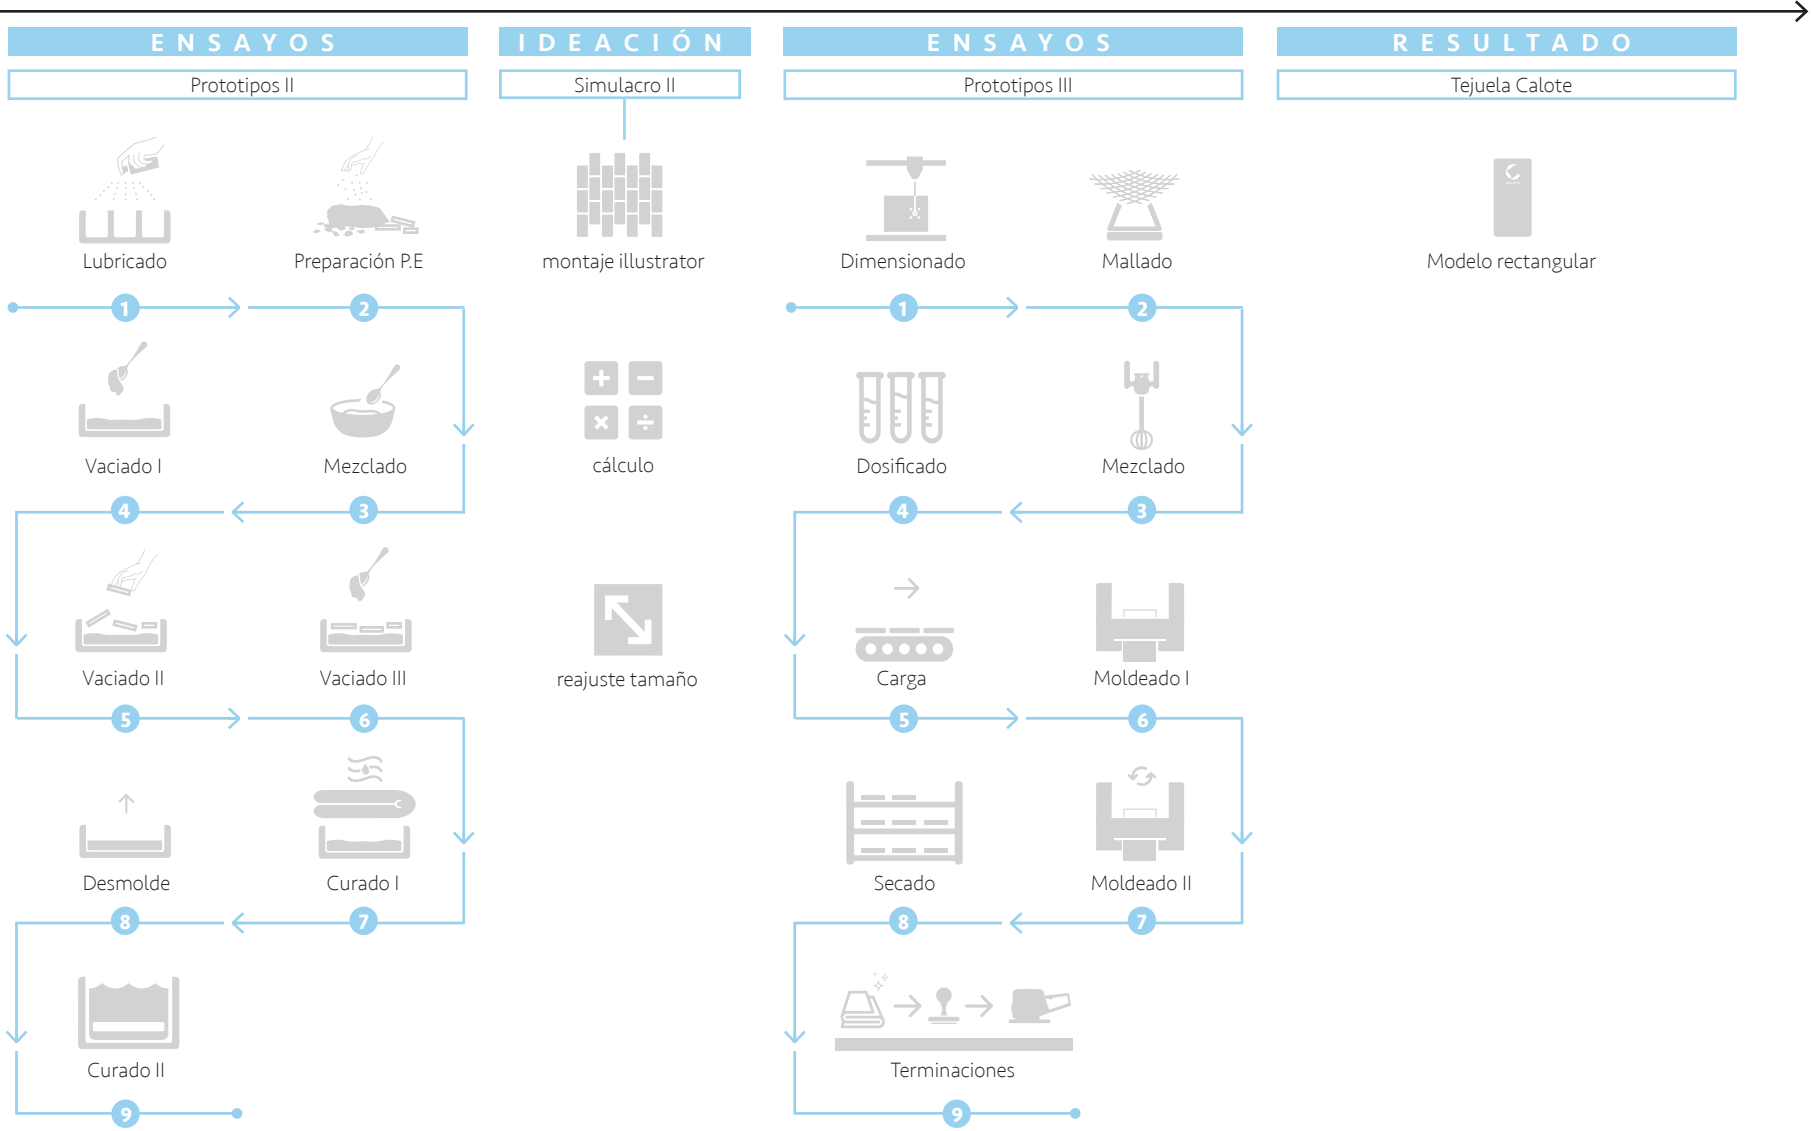 ENSAYOS
Prototipos II
Lubricado
Preparación P.E
1
2
Vaciado I
Mezclado
4
3
Vaciado II
Vaciado III
5
6
Desmolde
Curado I
8
7
Curado II
9
IDEACIÓN
Simulacro II
montaje illustrator
cálculo
reajuste tamaño
ENSAYOS
Prototipos III
Dimensionado
Mallado
1
2
Dosificado
Mezclado
4
3
Carga
Moldeado I
5
6
Secado
Moldeado II
8
7
Terminaciones
9
RESULTADO
Tejuela Calote
CALOTE
Modelo rectangular